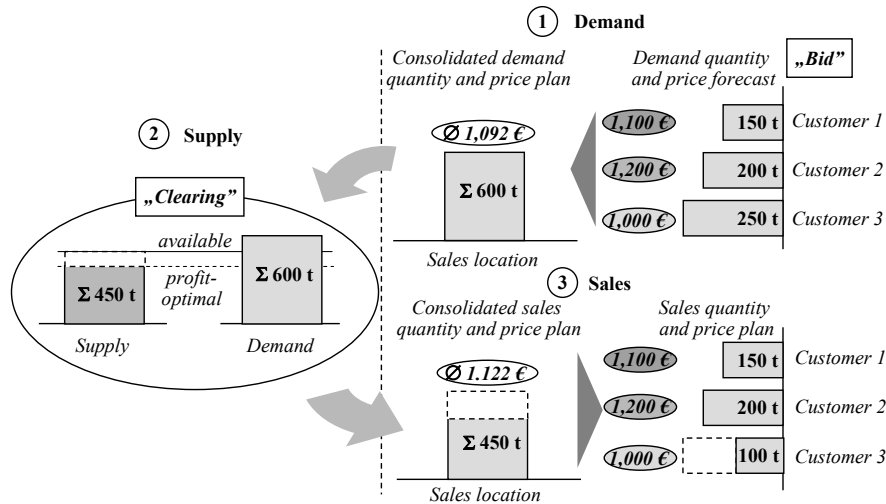 ① Demand
Consolidated demand
quantity and price plan
Demand quantity
and price forecast
„Bid”
Ø 1,092 €
Σ 600 t
Sales location
1,100 €
150 t
Customer 1
1,200 €
200 t
Customer 2
1,000 €
250 t
Customer 3
② Supply
„Clearing”
available
profit-
optimal
Σ 450 t
Σ 600 t
Supply
Demand
③ Sales
Consolidated sales
quantity and price plan
Sales quantity
and price plan
Ø 1.122 €
Σ 450 t
Sales location
1,100 €
150 t
Customer 1
1,200 €
200 t
Customer 2
1,000 €
100 t
Customer 3